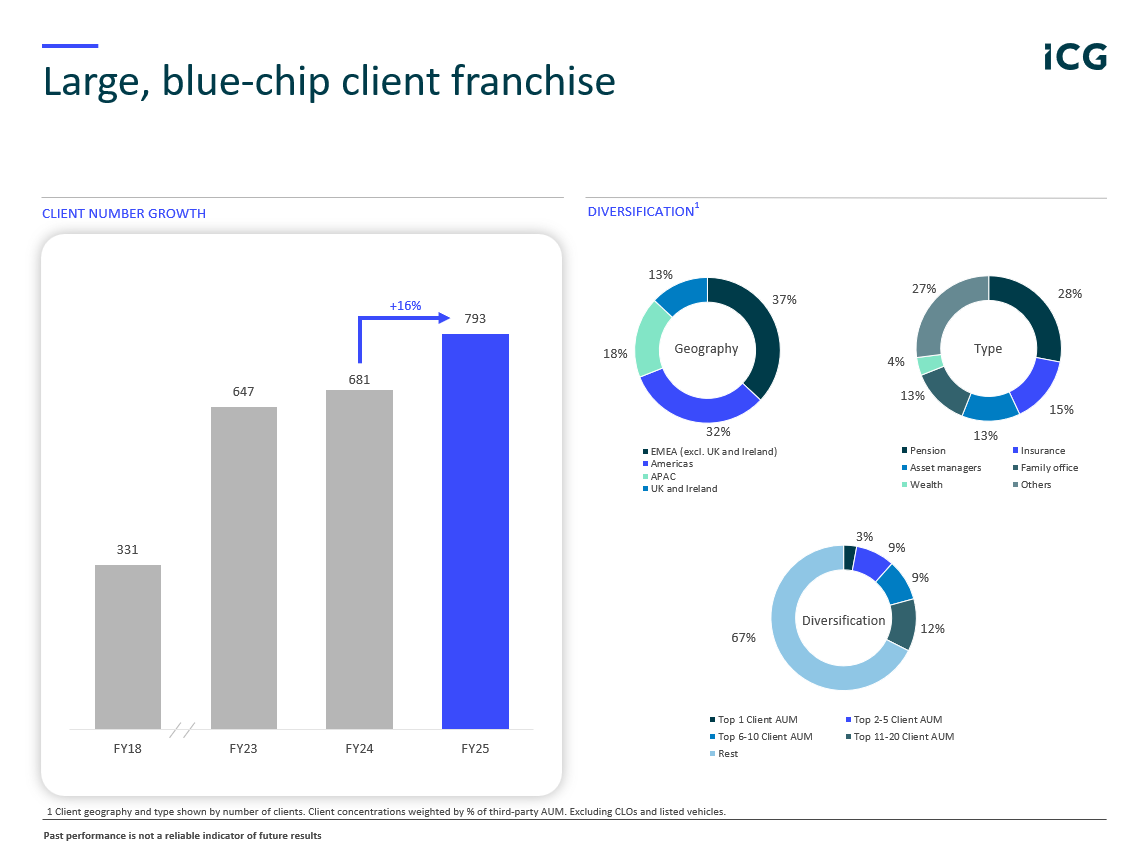 ICG
Large, blue-chip client franchise
CLIENT NUMBER GROWTH
+16%
793
681
647
331
FY18
FY23
FY24
FY25
DIVERSIFICATION1
13%
37%
18%
Geography
32%
EMEA (excl. UK and Ireland)
Americas
APAC
UK and Ireland
27%
28%
Type
4%
13%
15%
13%
Pension
Insurance
Asset managers
Family office
Wealth
Others
3%
9%
9%
12%
Diversification
67%
Top 1 Client AUM
Top 2-5 Client AUM
Top 6-10 Client AUM
Top 11-20 Client AUM
Rest
1 Client geography and type shown by number of clients. Client concentrations weighted by % of third-party AUM. Excluding CLOs and listed vehicles.
Past performance is not a reliable indicator of future results